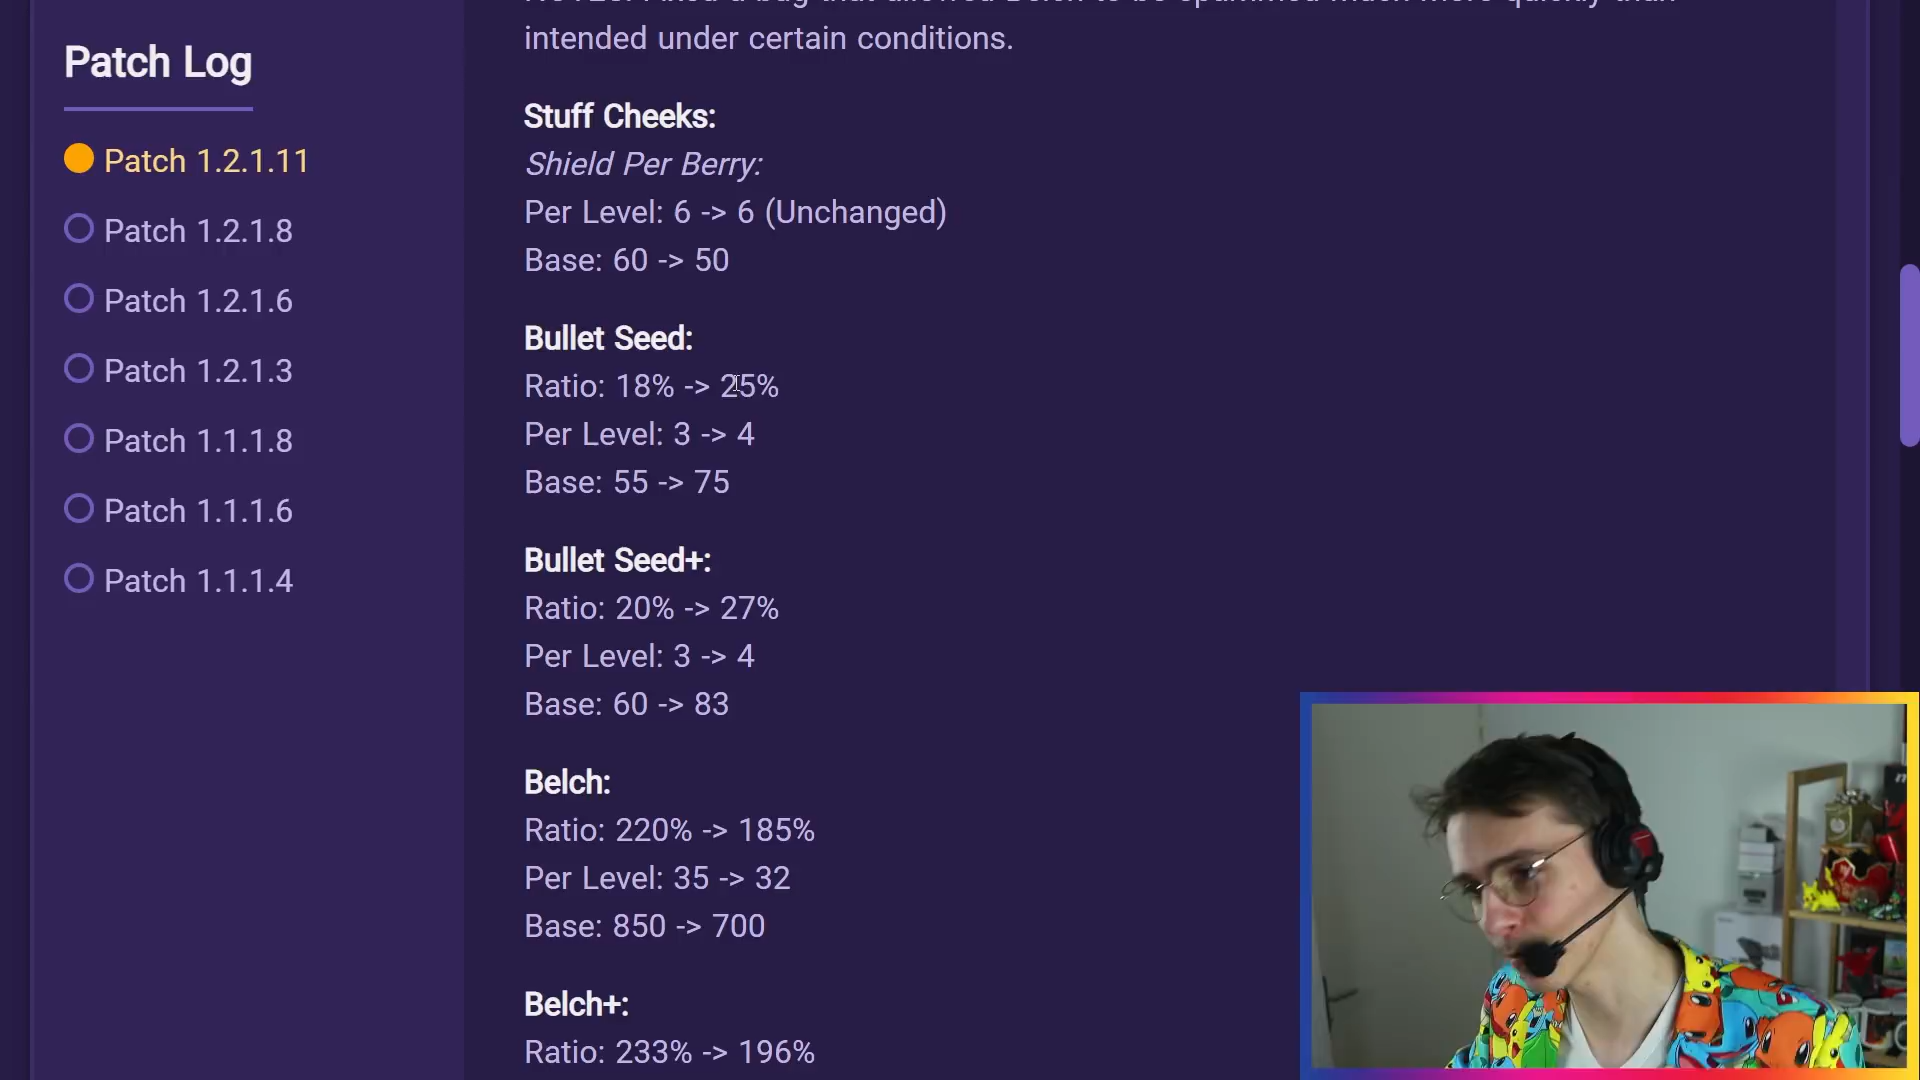 Patch Log
Patch 1.2.1.11
Patch 1.2.1.8
Patch 1.2.1.6
Patch 1.2.1.3
Patch 1.1.1.8
Patch 1.1.1.6
Patch 1.1.1.4
intended under certain conditions.
Stuff Cheeks:
Shield Per Berry:
Per Level: 6 -> 6 (Unchanged)
Base: 60 -> 50
Bullet Seed:
Ratio: 18% -> 25%
Per Level: 3 -> 4
Base: 55 -> 75
Bullet Seed+:
Ratio: 20% -> 27%
Per Level: 3 -> 4
Base: 60 -> 83
Belch:
Ratio: 220% -> 185%
Per Level: 35 -> 32
Base: 850 -> 700
Belch+:
Ratio: 233% -> 196%